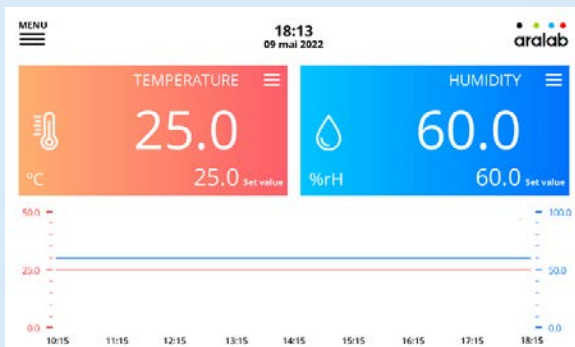 MENU
18:13
09 mai 2022
aralab
TEMPERATURE
25.0
°C
25.0 Set value
HUMIDITY
60.0
%rH
60.0 Set value
50.0
25.0
0.0
100.0
50.0
0.0
10:15 11:15 12:15 13:15 14:15 15:15 16:15 17:15 18:15